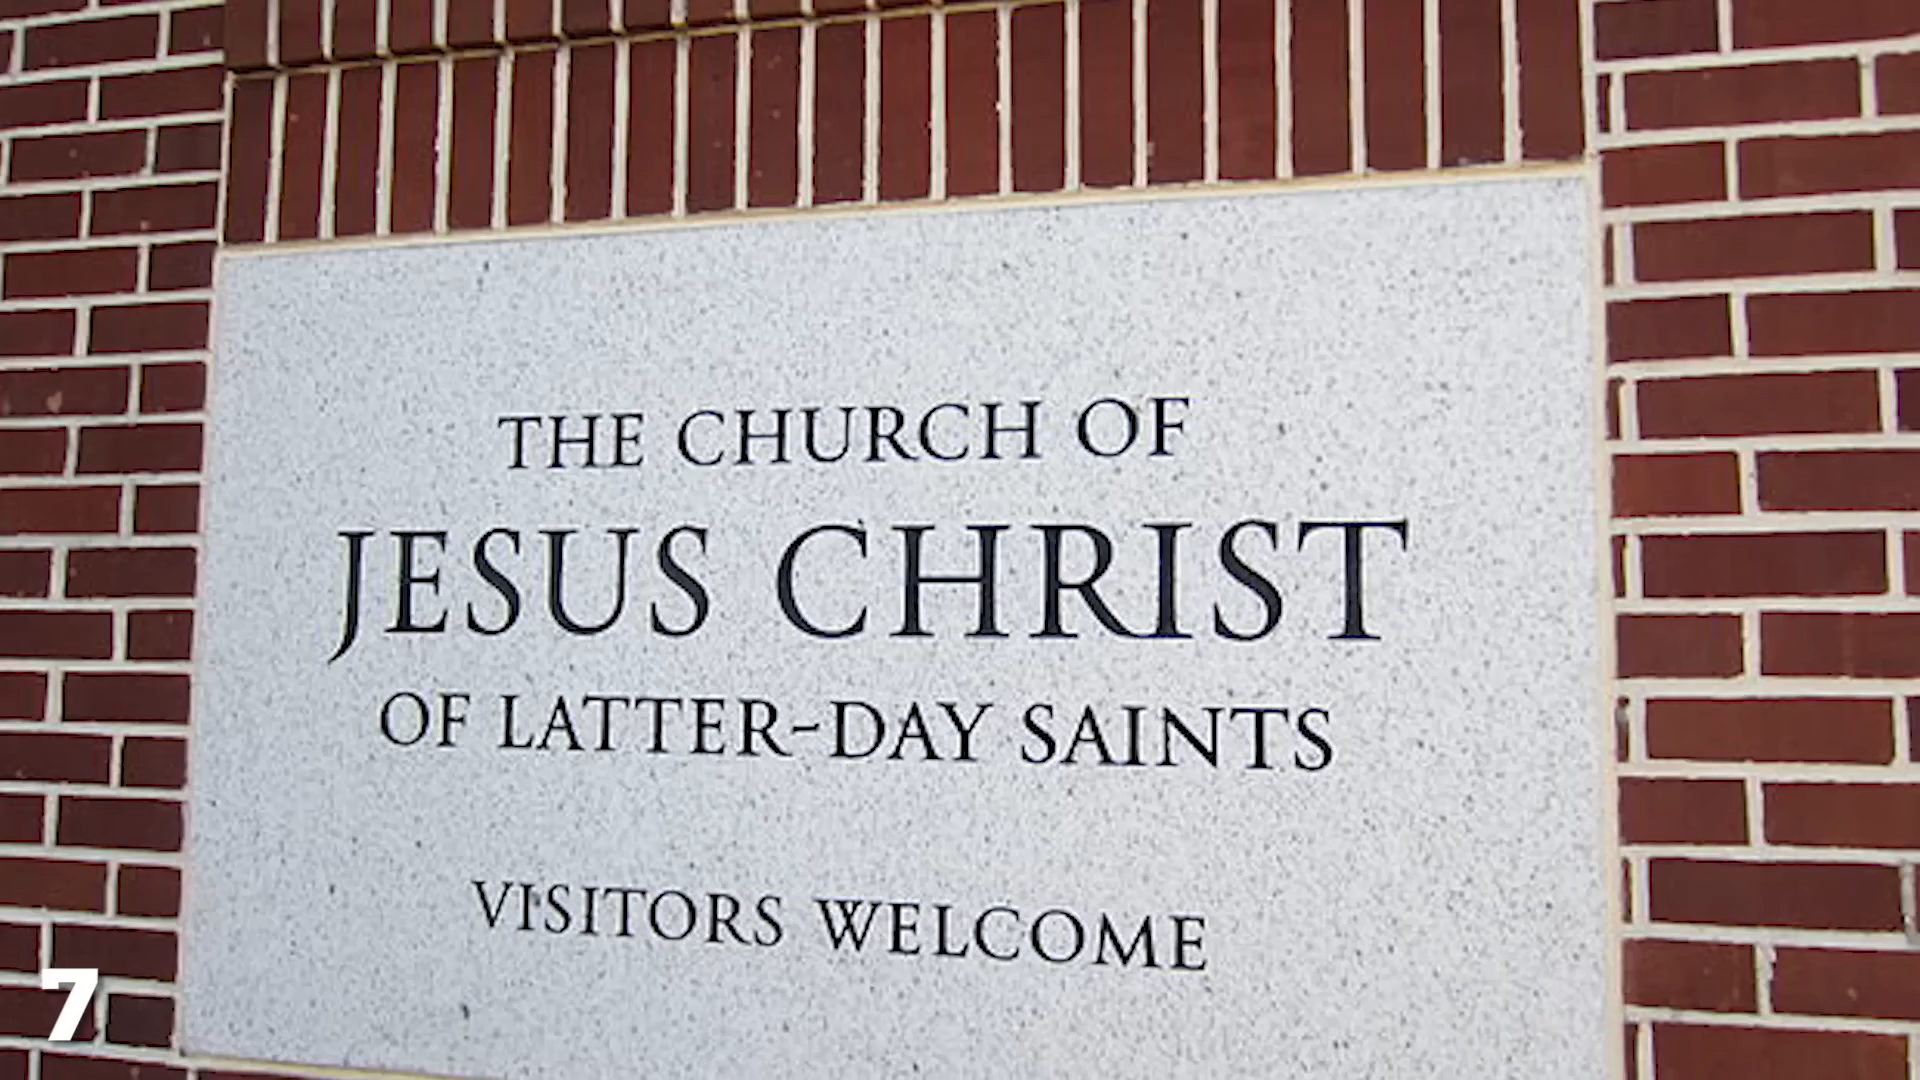 THE CHURCH OF
JESUS CHRIST
OF LATTER-DAY SAINTS
VISITORS WELCOME
7